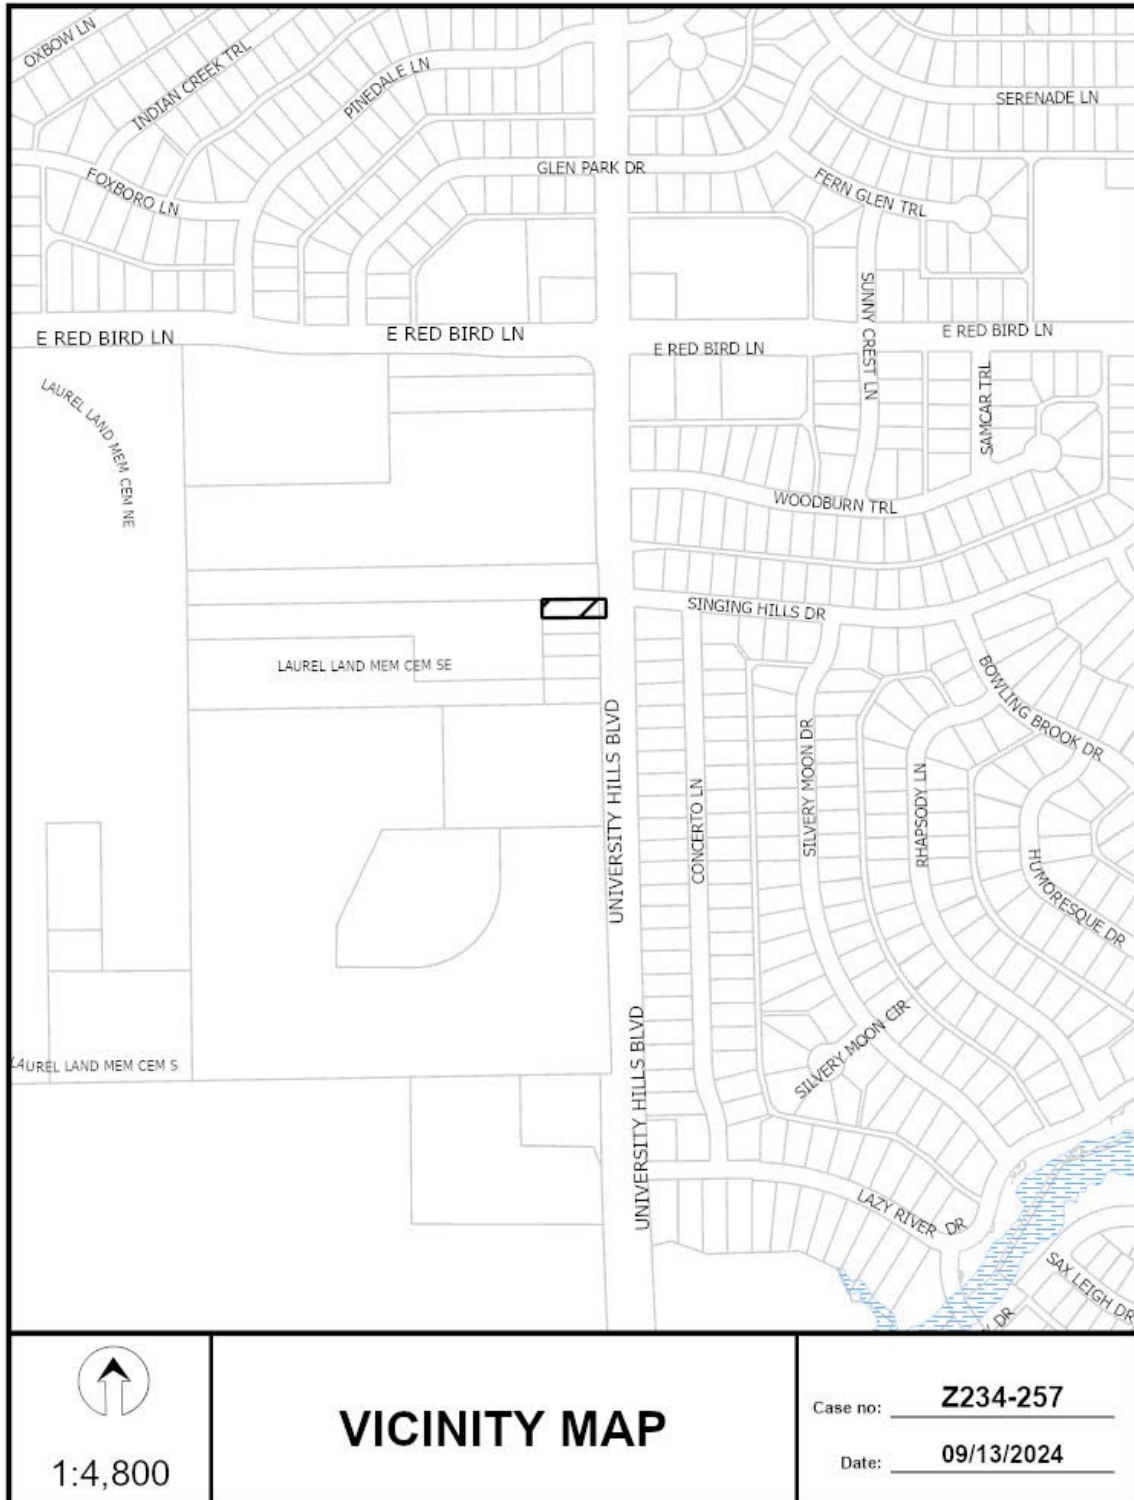 OXBOW LN
INDIAN CREEK TRL
PINEDALE LN
SERENADE LN
GLEN PARK DR
FOXBORO LN
FERN GLEN TRL
SUNNY CREST LN
E RED BIRD LN
E RED BIRD LN
E RED BIRD LN
E RED BIRD LN
LAUREL LAND MEM CEM NE
SAMCAR TRL
WOODBURN TRL
SINGING HILLS DR
LAUREL LAND MEM CEM SE
BOWLING BROOK DR
UNIVERSITY HILLS BLVD
SILVERY MOON DR
CONCERTO LN
RHAPSODY LN
HUMORESQUE DR
UNIVERSITY HILLS BLVD
SILVERY MOON CIR
LAUREL LAND MEM CEM S
LAZY RIVER DR
SAX LEIGH DR
DR
1:4,800
VICINITY MAP
Case no: Z234-257
Date: 09/13/2024